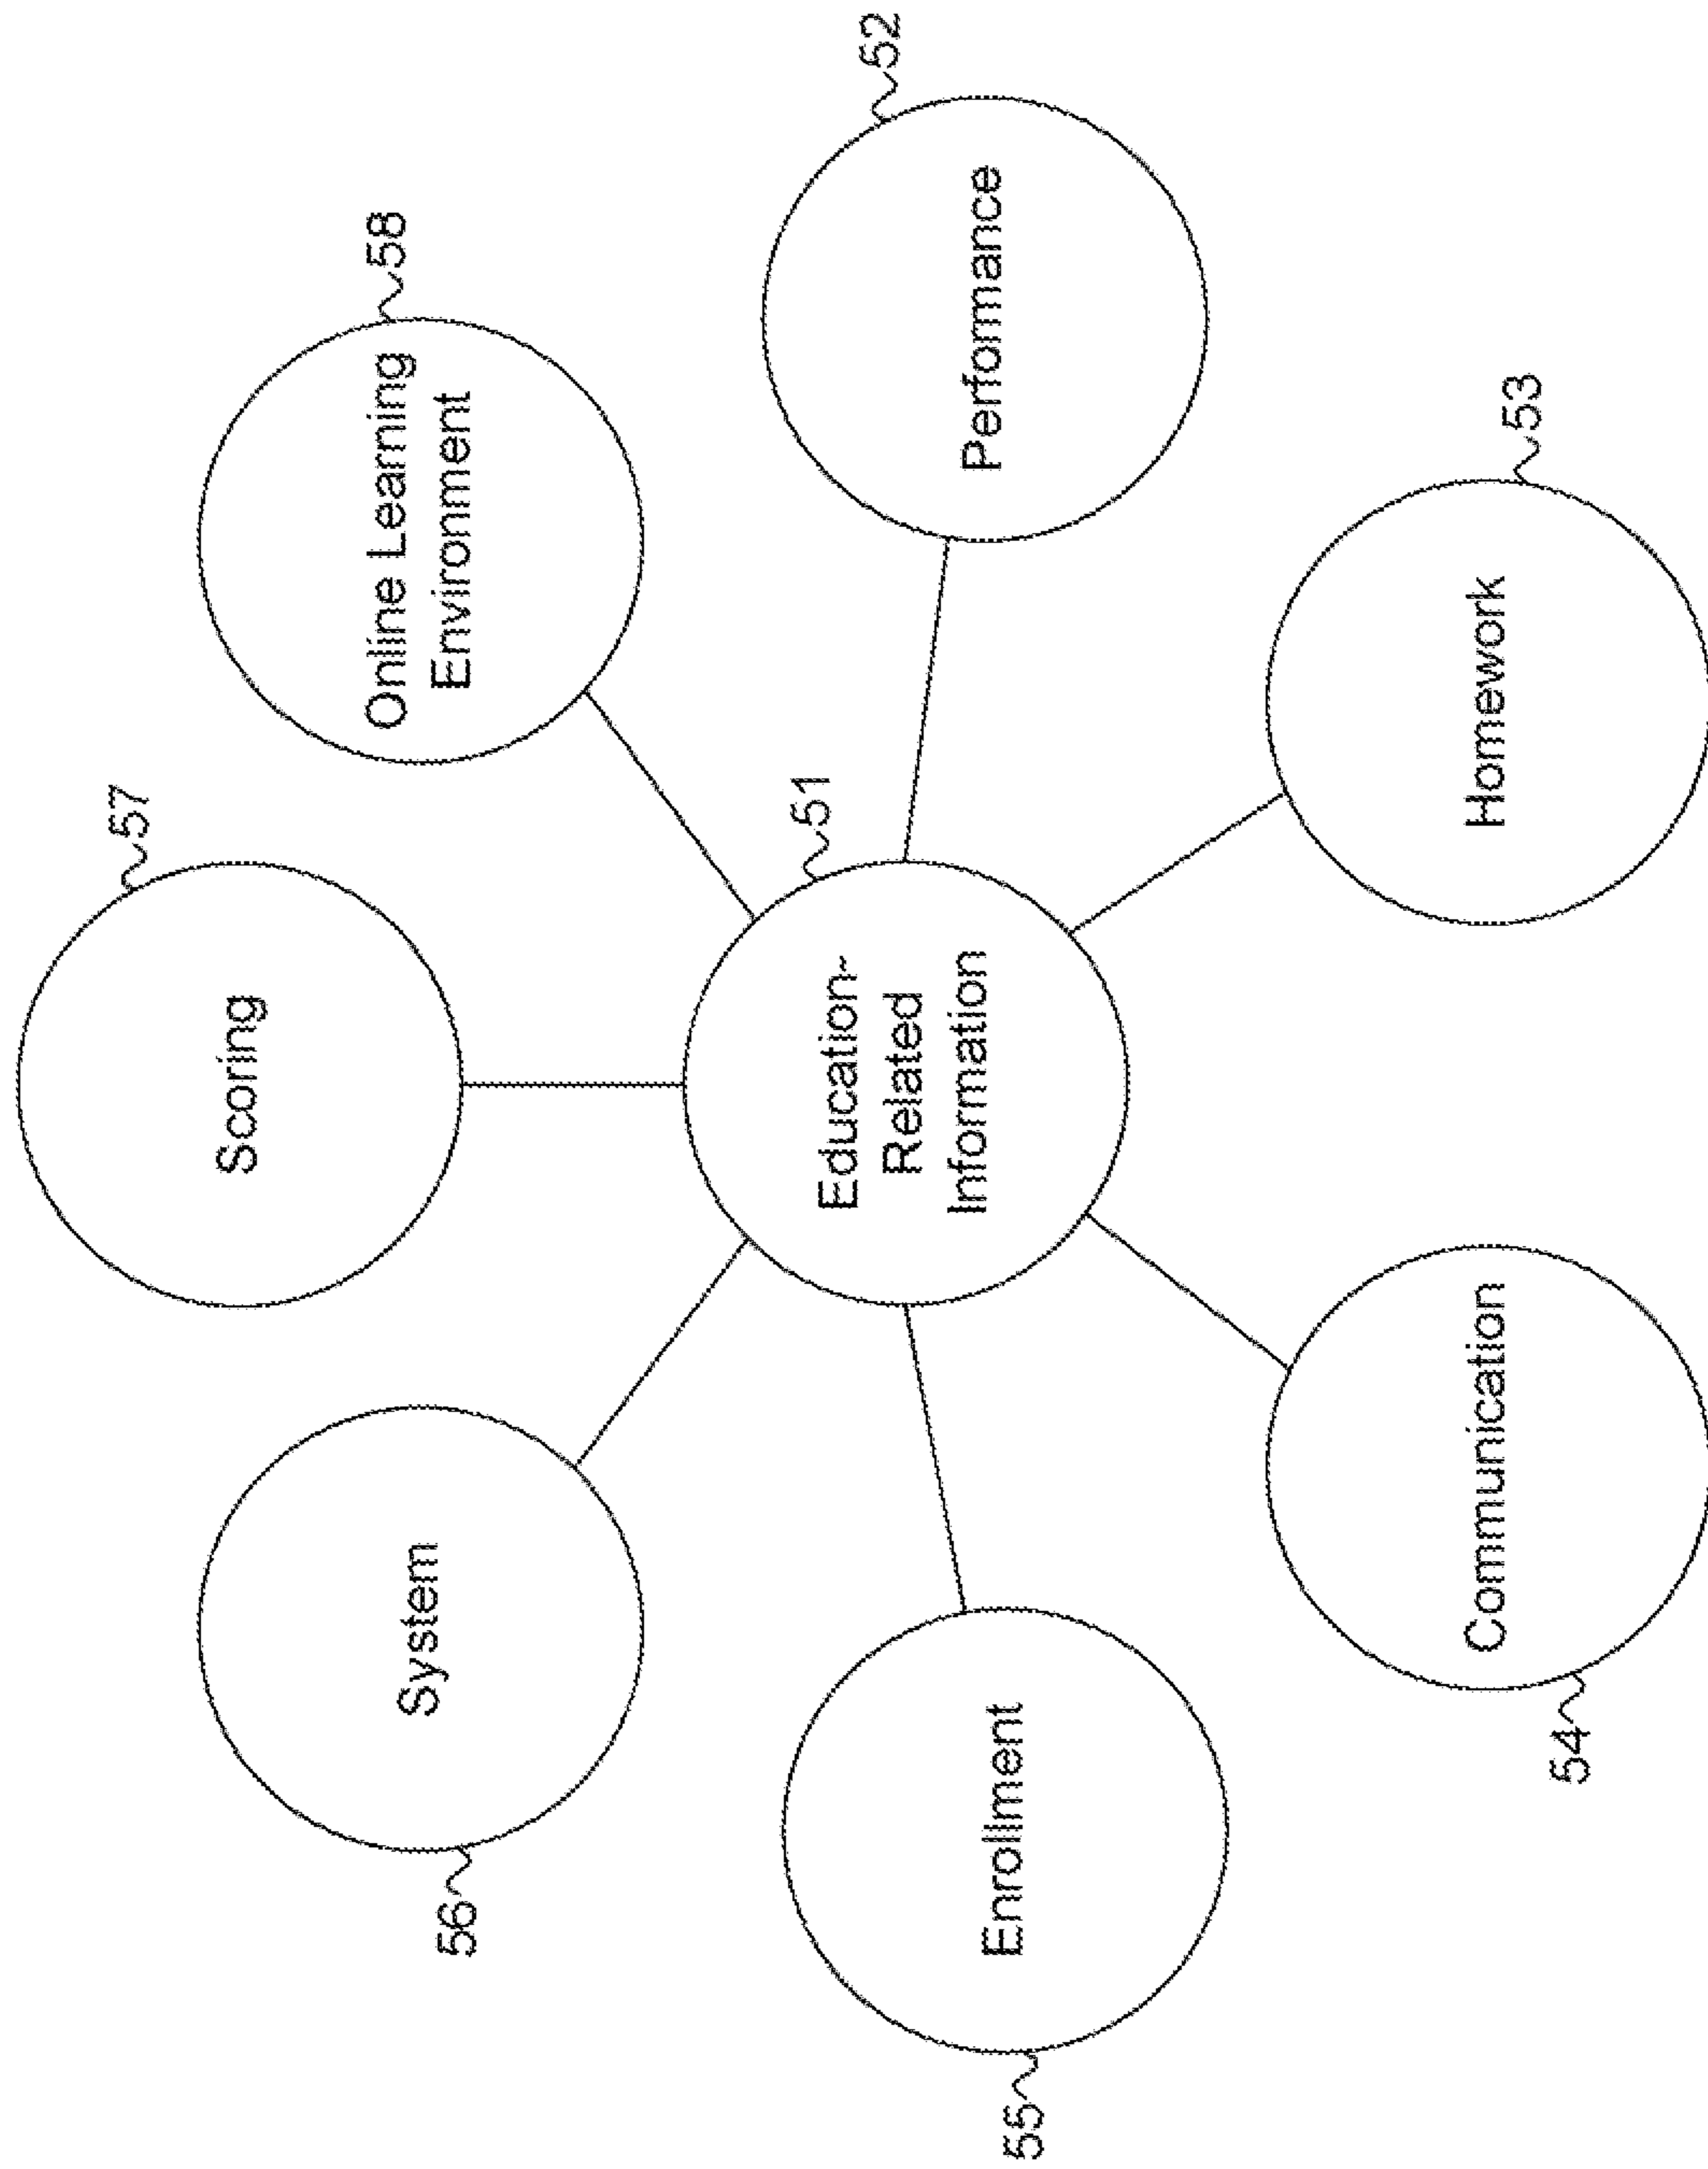 Scoring
57
System
56
Online Learning
Environment
58
Education-
Related
Information
51
Enrollment
55
Performance
52
Communication
54
Homework
53